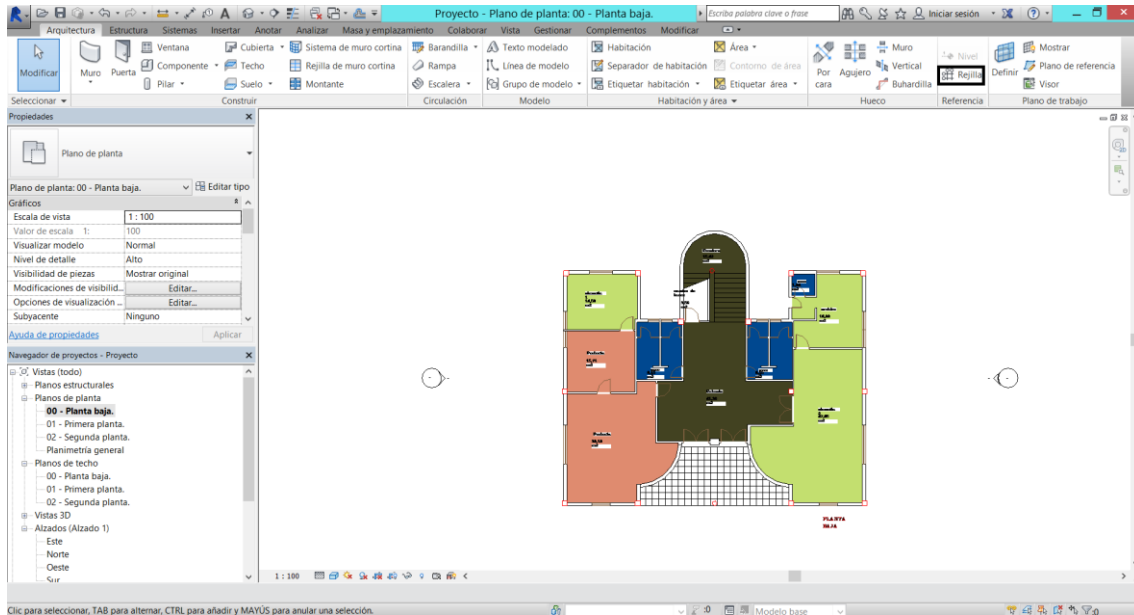 Proyecto - Plano de planta: 00 - Planta baja.
Escriba palabra clave o frase
Iniciar sesión
Arquitectura Estructura Sistemas Insertar Anotar Analizar Masa y emplazamiento Colaborar Vista Gestionar Complementos Modificar
Modificar
Muro
Puerta
Ventana
Componente
Pilar
Cubierta
Techo
Suelo
Sistema de muro cortina
Rejilla de muro cortina
Montante
Barandilla
Rampa
Escalera
Texto modelado
Línea de modelo
Grupo de modelo
Habitación
Separador de habitación
Etiquetar habitación
Área
Contorno de área
Etiquetar área
Por cara
Agujero
Muro
Vertical
Buhardilla
Nivel
Rejilla
Definir
Mostrar
Plano de referencia
Visor
Seleccionar Construir Circulación Modelo Habitación y área Hueco Referencia Plano de trabajo
Propiedades
Plano de planta
Plano de planta: 00 - Planta baja. Editar tipo
Gráficos
Escala de vista 1 : 100
Valor de escala 1: 100
Visualizar modelo Normal
Nivel de detalle Alto
Visibilidad de piezas Mostrar original
Modificaciones de visibilid... Editar...
Opciones de visualización ... Editar...
Subyacente Ninguno
Ayuda de propiedades Aplicar
Navegador de proyectos - Proyecto
Vistas (todo)
Planos estructurales
Planos de planta
00 - Planta baja.
01 - Primera planta.
02 - Segunda planta.
Planimetría general
Planos de techo
00 - Planta baja.
01 - Primera planta.
02 - Segunda planta.
Vistas 3D
Alzados (Alzado 1)
Este
Norte
Oeste
Sur
PLANTA
BAJA
1 : 100
Clic para seleccionar, TAB para alternar, CTRL para añadir y MAYÚS para anular una selección.
:0
Modelo base
:0